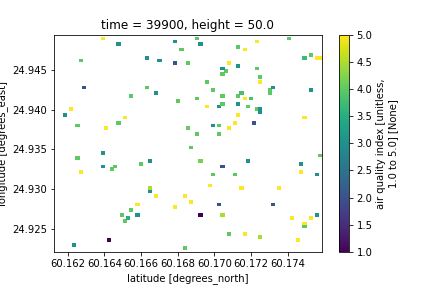 time = 39900, height = 50.0
24.945
24.940
24.935
24.930
24.925
longitude [degrees_east]
60.162 60.164 60.166 60.168 60.170 60.172 60.174
latitude [degrees_north]
5.0
4.5
4.0
3.5
3.0
2.5
2.0
1.5
1.0
air quality index [unitless,
1.0 to 5.0] [None]